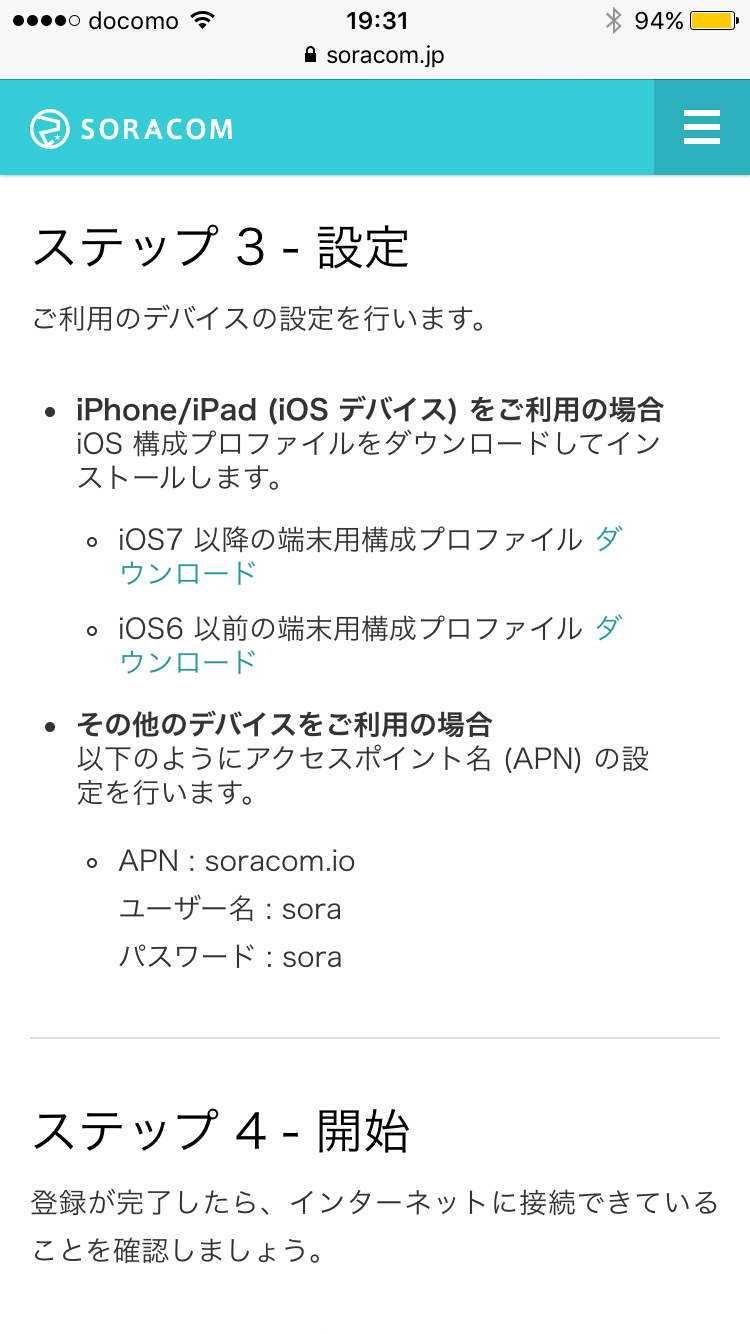 docomo 19:31 94%
soracom.jp
SORACOM
ステップ 3 - 設定
ご利用のデバイスの設定を行います。
iPhone/iPad (iOS デバイス) をご利用の場合
iOS 構成プロファイルをダウンロードしてイン
ストールします。
iOS7 以降の端末用構成プロファイル ダ
ウンロード
iOS6 以前の端末用構成プロファイル ダ
ウンロード
その他のデバイスをご利用の場合
以下のようにアクセスポイント名 (APN) の設
定を行います。
APN : soracom.io
ユーザー名 : sora
パスワード : sora
ステップ 4 - 開始
登録が完了したら、インターネットに接続できている
ことを確認しましょう。